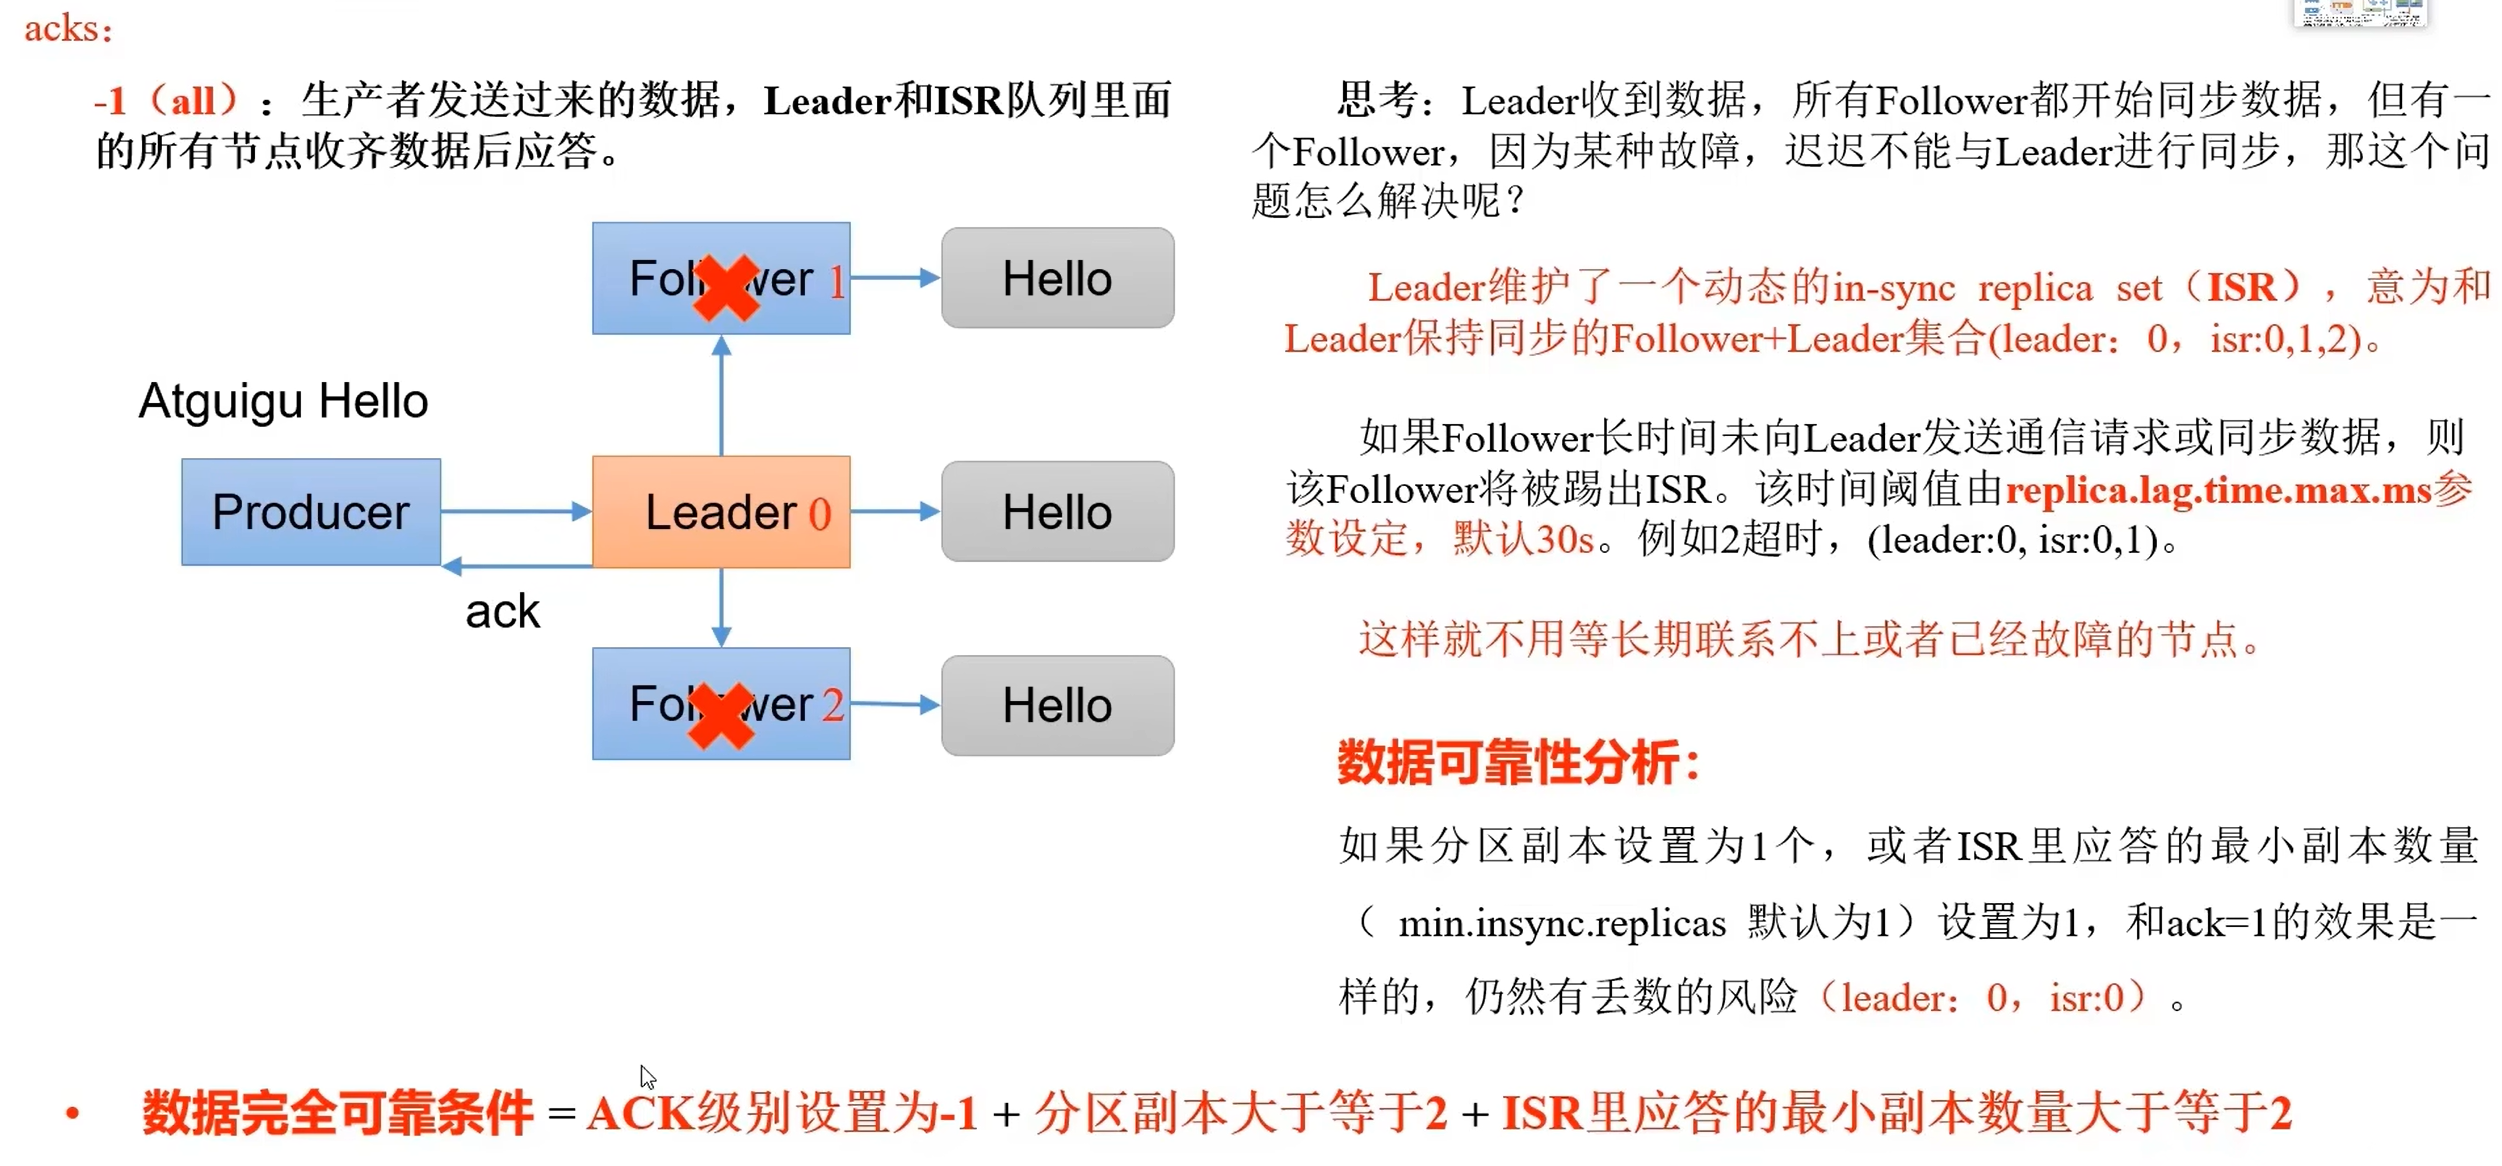 acks：
-1（all）：生产者发送过来的数据，Leader和ISR队列里面
的所有节点收齐数据后应答。
Follower 1
Hello
Atguigu Hello
Producer
Leader 0
Hello
ack
Follower 2
Hello
思考：Leader收到数据，所有Follower都开始同步数据，但有一
个Follower，因为某种故障，迟迟不能与Leader进行同步，那这个问
题怎么解决呢？
Leader维护了一个动态的in-sync replica set（ISR），意为和
Leader保持同步的Follower+Leader集合(leader：0，isr:0,1,2)。
如果Follower长时间未向Leader发送通信请求或同步数据，则
该Follower将被踢出ISR。该时间阈值由replica.lag.time.max.ms参
数设定，默认30s。例如2超时，(leader:0, isr:0,1)。
这样就不用等长期联系不上或者已经故障的节点。
数据可靠性分析：
如果分区副本设置为1个，或者ISR里应答的最小副本数量
（ min.insync.replicas 默认为1）设置为1，和ack=1的效果是一
样的，仍然有丢数的风险（leader：0，isr:0）。
• 数据完全可靠条件 = ACK级别设置为-1 + 分区副本大于等于2 + ISR里应答的最小副本数量大于等于2